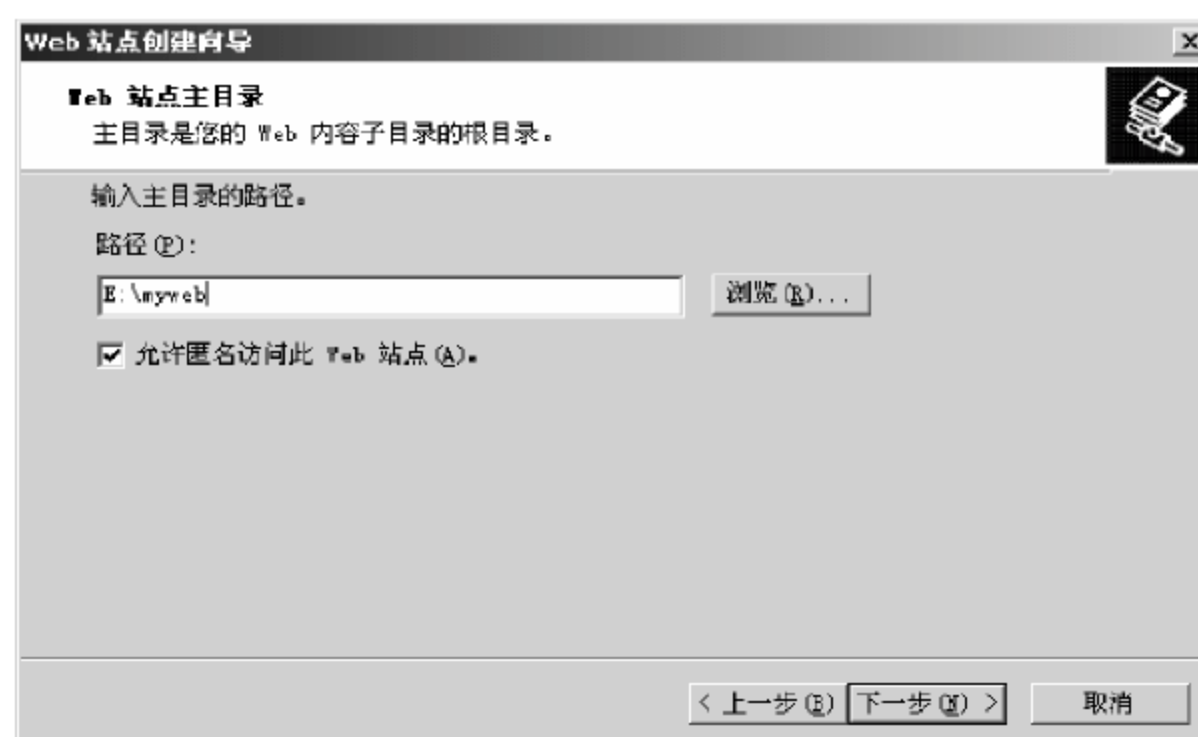 Web 站点创建向导
Web 站点主目录
主目录是您的 Web 内容子目录的根目录。
输入主目录的路径。
路径(P):
E:\myweb
浏览(R)...
允许匿名访问此 Web 站点(A)。
< 上一步(B)
下一步(N) >
取消